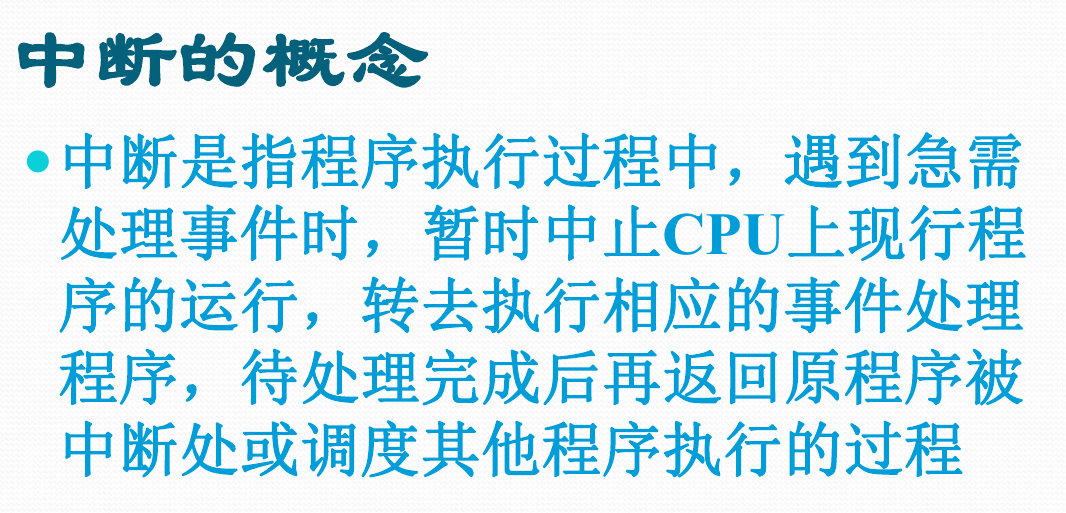 中断的概念
中断是指程序执行过程中，遇到急需
处理事件时，暂时中止CPU上现行程
序的运行，转去执行相应的事件处理
程序，待处理完成后再返回原程序被
中断处或调度其他程序执行的过程